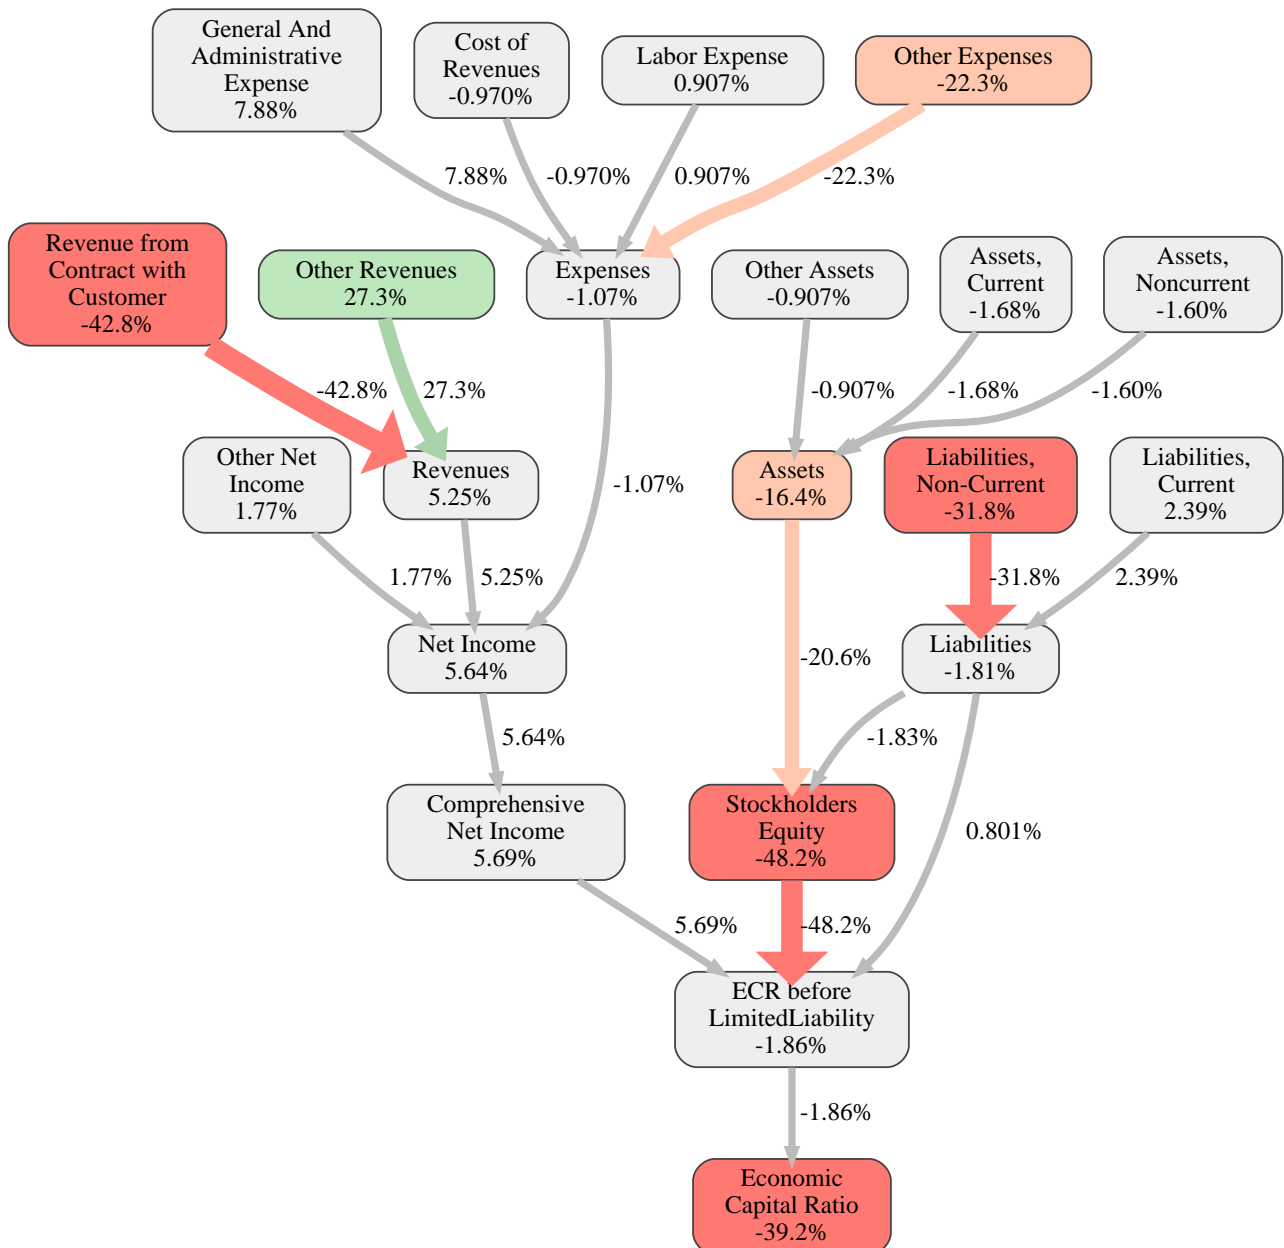 General And
Administrative
Expense
7.88%
Cost of
Revenues
-0.970%
Labor Expense
0.907%
Other Expenses
-22.3%
7.88%
-0.970%
0.907%
-22.3%
Revenue from
Contract with
Customer
-42.8%
Other Revenues
27.3%
Expenses
-1.07%
Other Assets
-0.907%
Assets,
Current
-1.68%
Assets,
Noncurrent
-1.60%
-42.8%
27.3%
-1.07%
-0.907%
-1.68%
-1.60%
Other Net
Income
1.77%
Revenues
5.25%
Assets
-16.4%
Liabilities,
Non-Current
-31.8%
Liabilities,
Current
2.39%
1.77%
5.25%
-20.6%
-31.8%
2.39%
Net Income
5.64%
Liabilities
-1.81%
5.64%
-1.83%
0.801%
Comprehensive
Net Income
5.69%
Stockholders
Equity
-48.2%
5.69%
-48.2%
ECR before
LimitedLiability
-1.86%
-1.86%
Economic
Capital Ratio
-39.2%